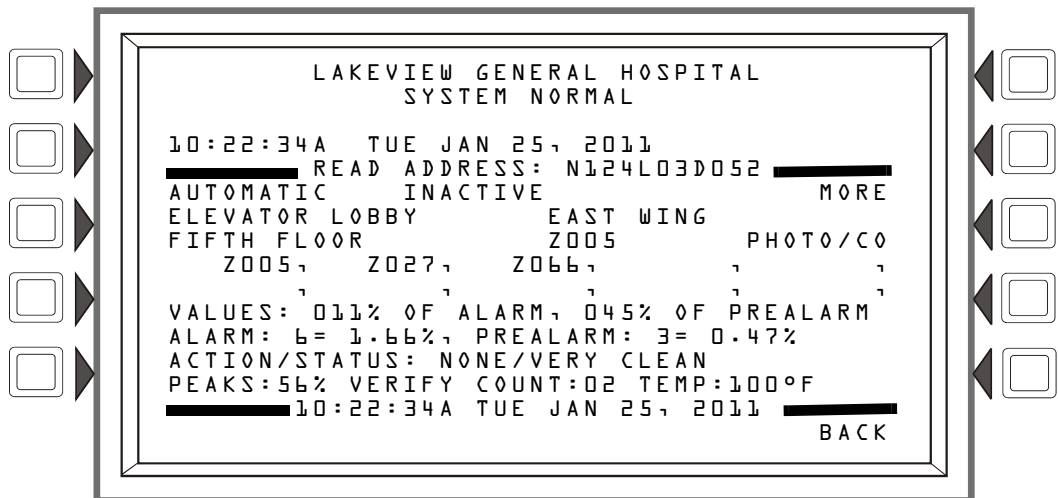 LAKEVIEW GENERAL HOSPITAL
SYSTEM NORMAL
10:22:34A TUE JAN 25, 2011
READ ADDRESS: N124L03D052
AUTOMATIC INACTIVE MORE
ELEVATOR LOBBY EAST WING
FIFTH FLOOR Z005 PHOTO/CO
Z005, Z027, Z066, , ,
, , , , ,
VALUES: 011% OF ALARM, 045% OF PREALARM
ALARM: 6= 1.66%, PREALARM: 3= 0.47%
ACTION/STATUS: NONE/VERY CLEAN
PEAKS:56% VERIFY COUNT:02 TEMP:100°F
10:22:34A TUE JAN 25, 2011
BACK